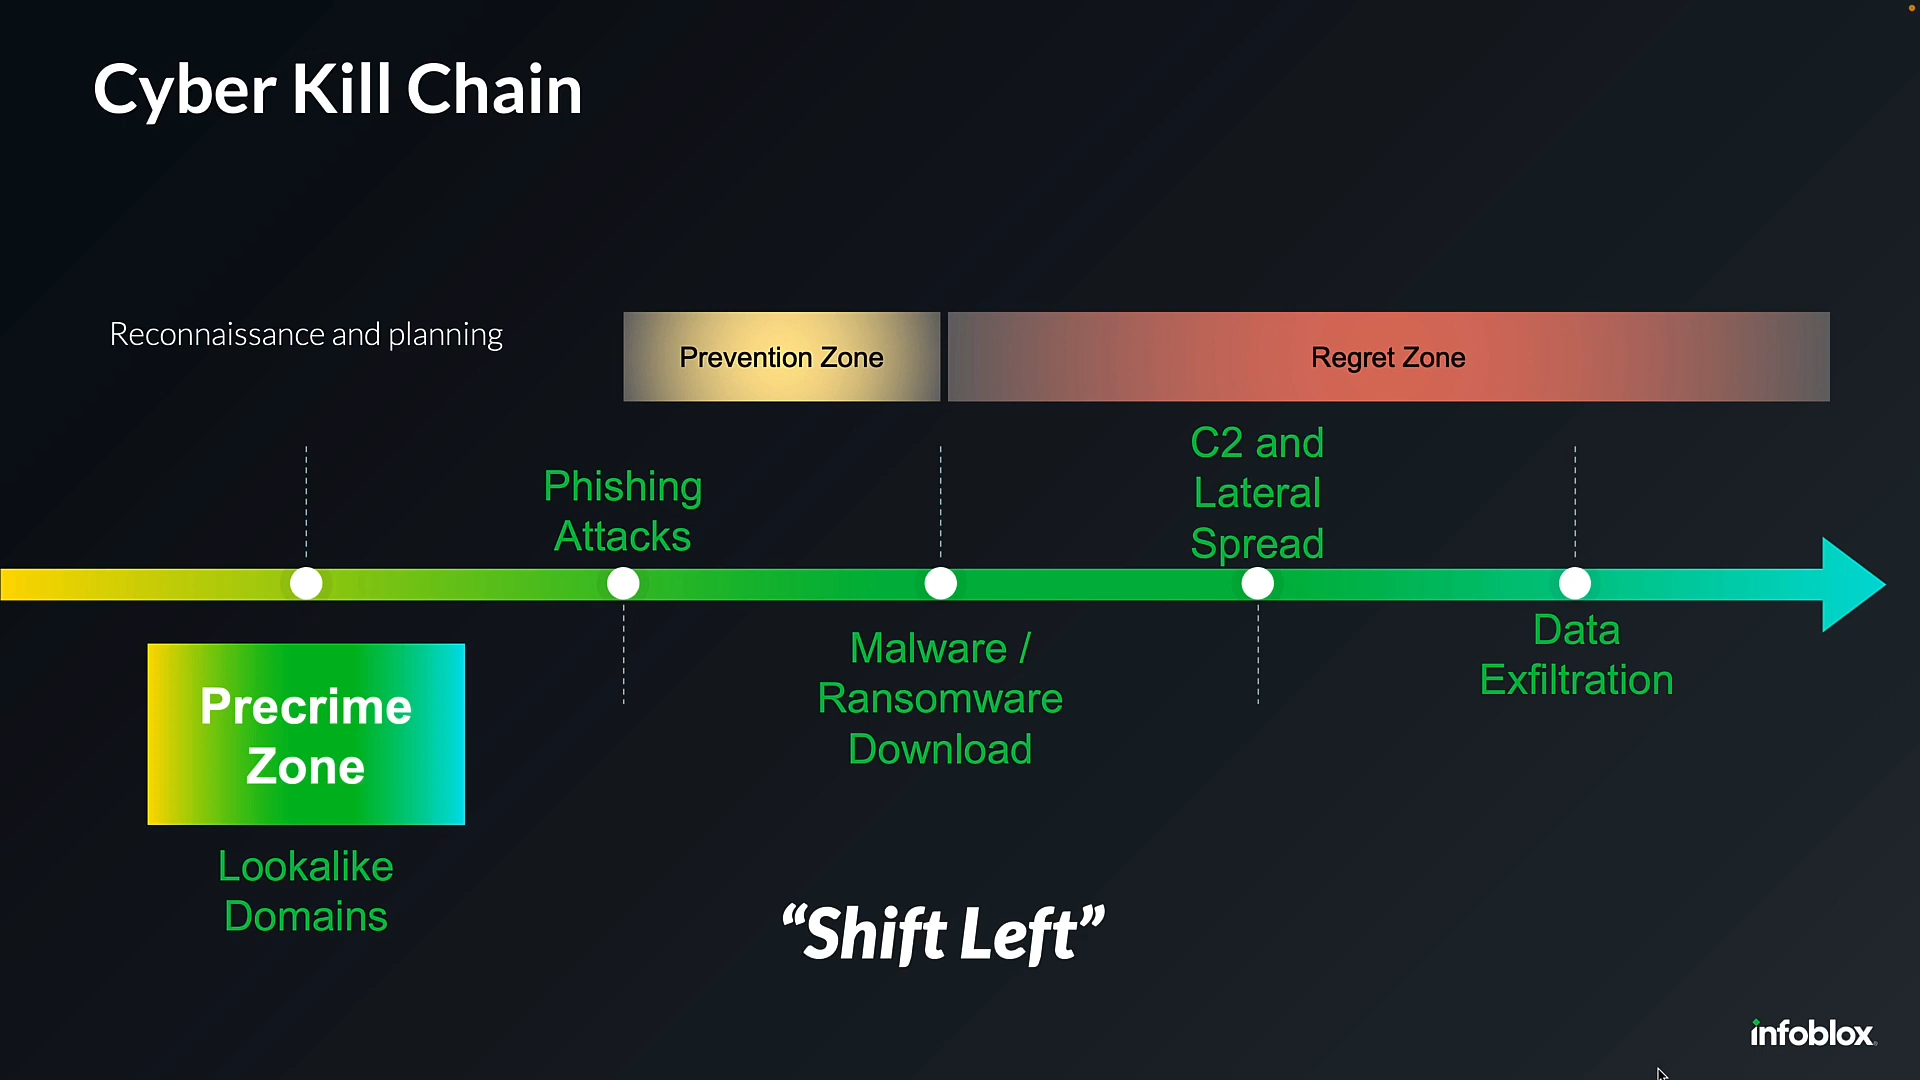 Cyber Kill Chain
Reconnaissance and planning
Prevention Zone
Regret Zone
Phishing
Attacks
C2 and
Lateral
Spread
Precrime
Zone
Lookalike
Domains
Malware /
Ransomware
Download
Data
Exfiltration
“Shift Left”
infoblox